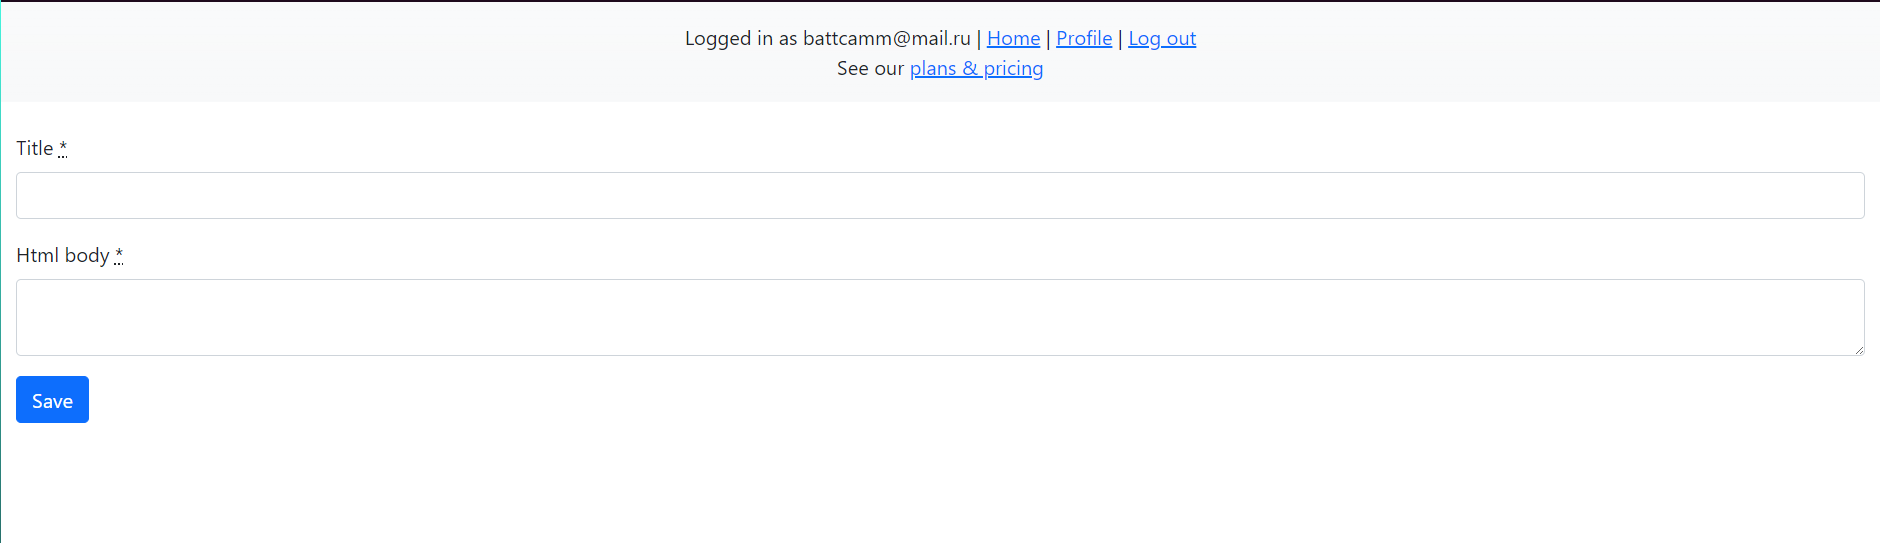 Logged in as battcamm@mail.ru | Home | Profile | Log out
See our plans & pricing
Title *
Html body *
Save